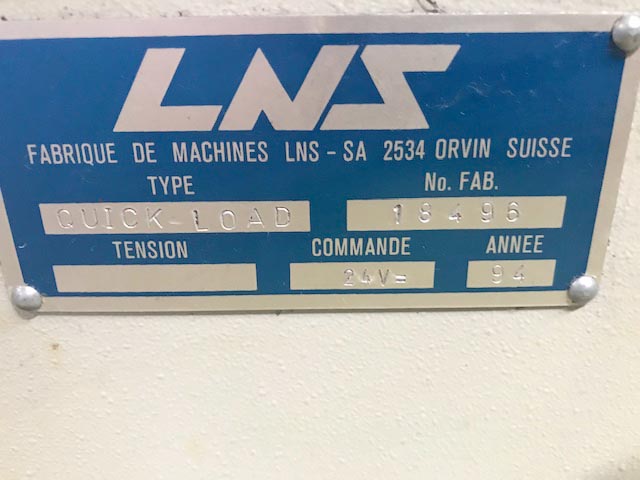 LNS
FABRIQUE DE MACHINES LNS - SA 2534 ORVIN SUISSE
TYPE No. FAB.
QUICK-LOAD 18496
TENSION COMMANDE ANNEE
24V= 94